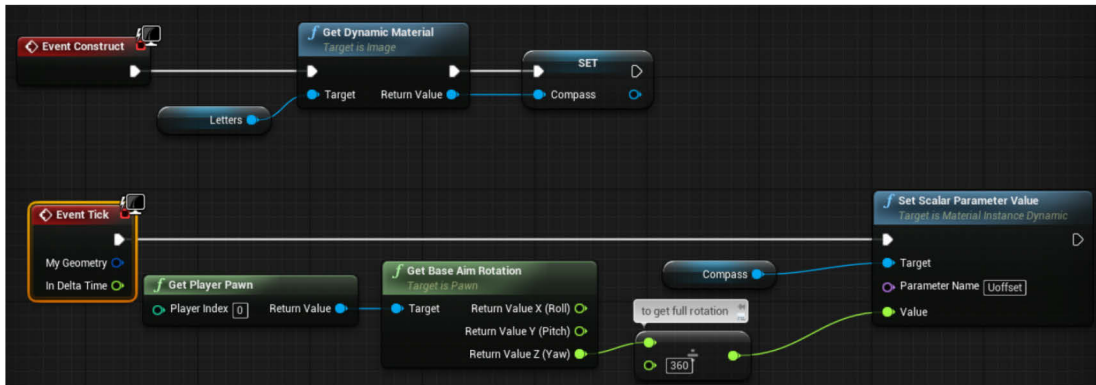 Event Construct
Get Dynamic Material
Target is Image
Target
Return Value
SET
Compass
Letters
Event Tick
My Geometry
In Delta Time
Get Player Pawn
Player Index 0
Return Value
Get Base Aim Rotation
Target is Pawn
Target
Return Value X (Roll)
Return Value Y (Pitch)
Return Value Z (Yaw)
Compass
to get full rotation
÷
360
Set Scalar Parameter Value
Target is Material Instance Dynamic
Target
Parameter Name Uoffset
Value